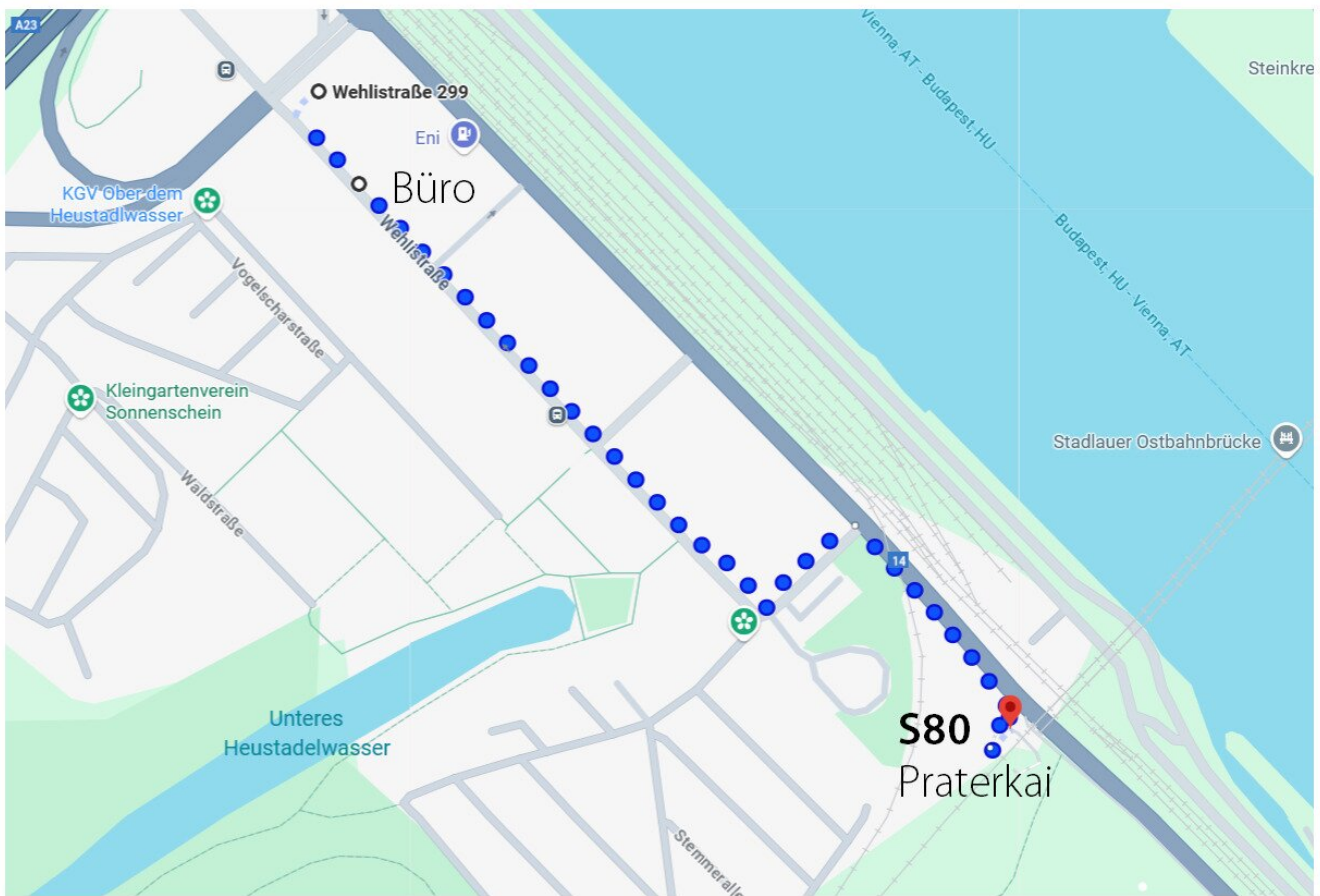 A23
Vienna, AT - Budapest, HU
Steinkre
Wehlistraße 299
Eni
Büro
KGV Ober dem
Heustadlwasser
Wehlistraße
Vogelscharstraße
Budapest, HU - Vienna, AT
Kleingartenverein
Sonnenschein
Stadlauer Ostbahnbrücke
Waldstraße
14
Unteres
Heustadelwasser
S80
Praterkai
Stemmeralle